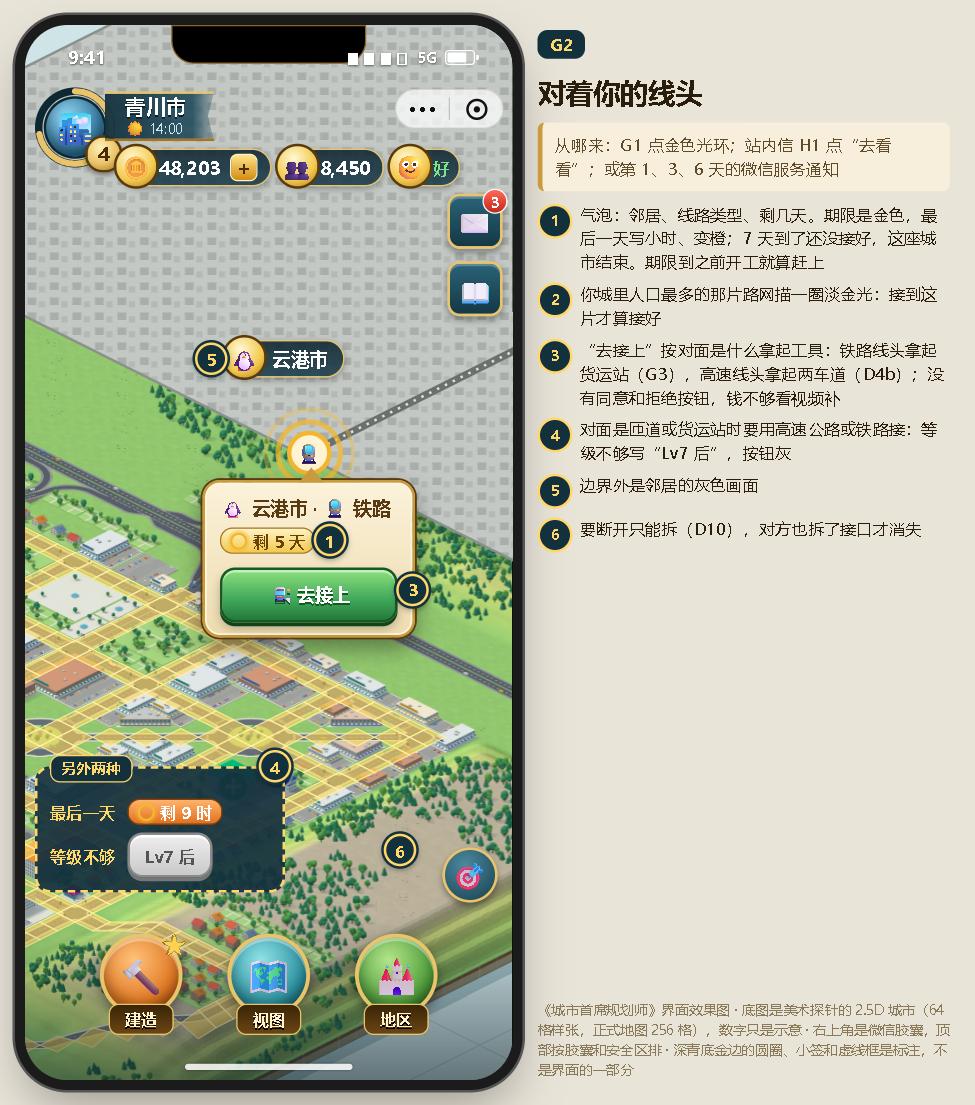 9:41
5G
青川市
14:00
4
48,203
+
8,450
好
3
5
云港市
云港市 · 铁路
剩 5 天
1
去接上
3
另外两种
4
最后一天
剩 9 时
等级不够
Lv7 后
6
建造
视图
地区
G2
对着你的线头
从哪来：G1 点金色光环；站内信 H1 点“去看
看”；或第 1、3、6 天的微信服务通知
1
气泡：邻居、线路类型、剩几天。期限是金色，最
后一天写小时、变橙；7 天到了还没接好，这座城
市结束。期限到之前开工就算赶上
2
你城里人口最多的那片路网描一圈淡金光：接到这
片才算接好
3
“去接上”按对面是什么拿起工具：铁路线头拿起
货运站（G3），高速线头拿起两车道（D4b）；没
有同意和拒绝按钮，钱不够看视频补
4
对面是匝道或货运站时要用高速公路或铁路接：等
级不够写“Lv7 后”，按钮灰
5
边界外是邻居的灰色画面
6
要断开只能拆（D10），对方也拆了接口才消失
《城市首席规划师》界面效果图 · 底图是美术探针的 2.5D 城市（64
格样张，正式地图 256 格），数字只是示意 · 右上角是微信胶囊，顶
部按胶囊和安全区排 · 深青底金边的圆圈、小签和虚线框是标注，不
是界面的一部分